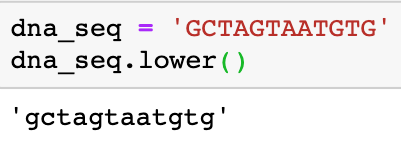 dna_seq = 'GCTAGTAATGTG'
dna_seq.lower()
'gctagtaatgtg'